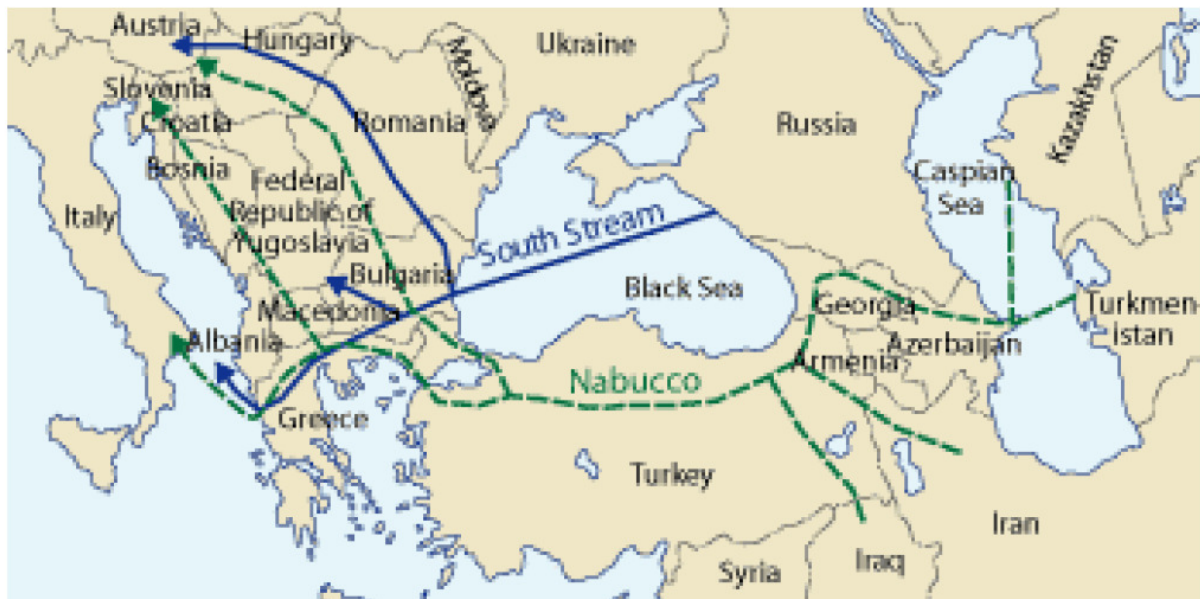 Austria
Hungary
Moldova
Ukraine
Kazakhstan
Slovenia
Croatia
Romania
Russia
Bosnia
Federal
Republic of
Yugoslavia
Caspian
Sea
Italy
South Stream
Bulgaria
Black Sea
Macedonia
Georgia
Turkmen-
istan
Albania
Azerbaijan
Armenia
Nabucco
Greece
Turkey
Iran
Syria
Iraq